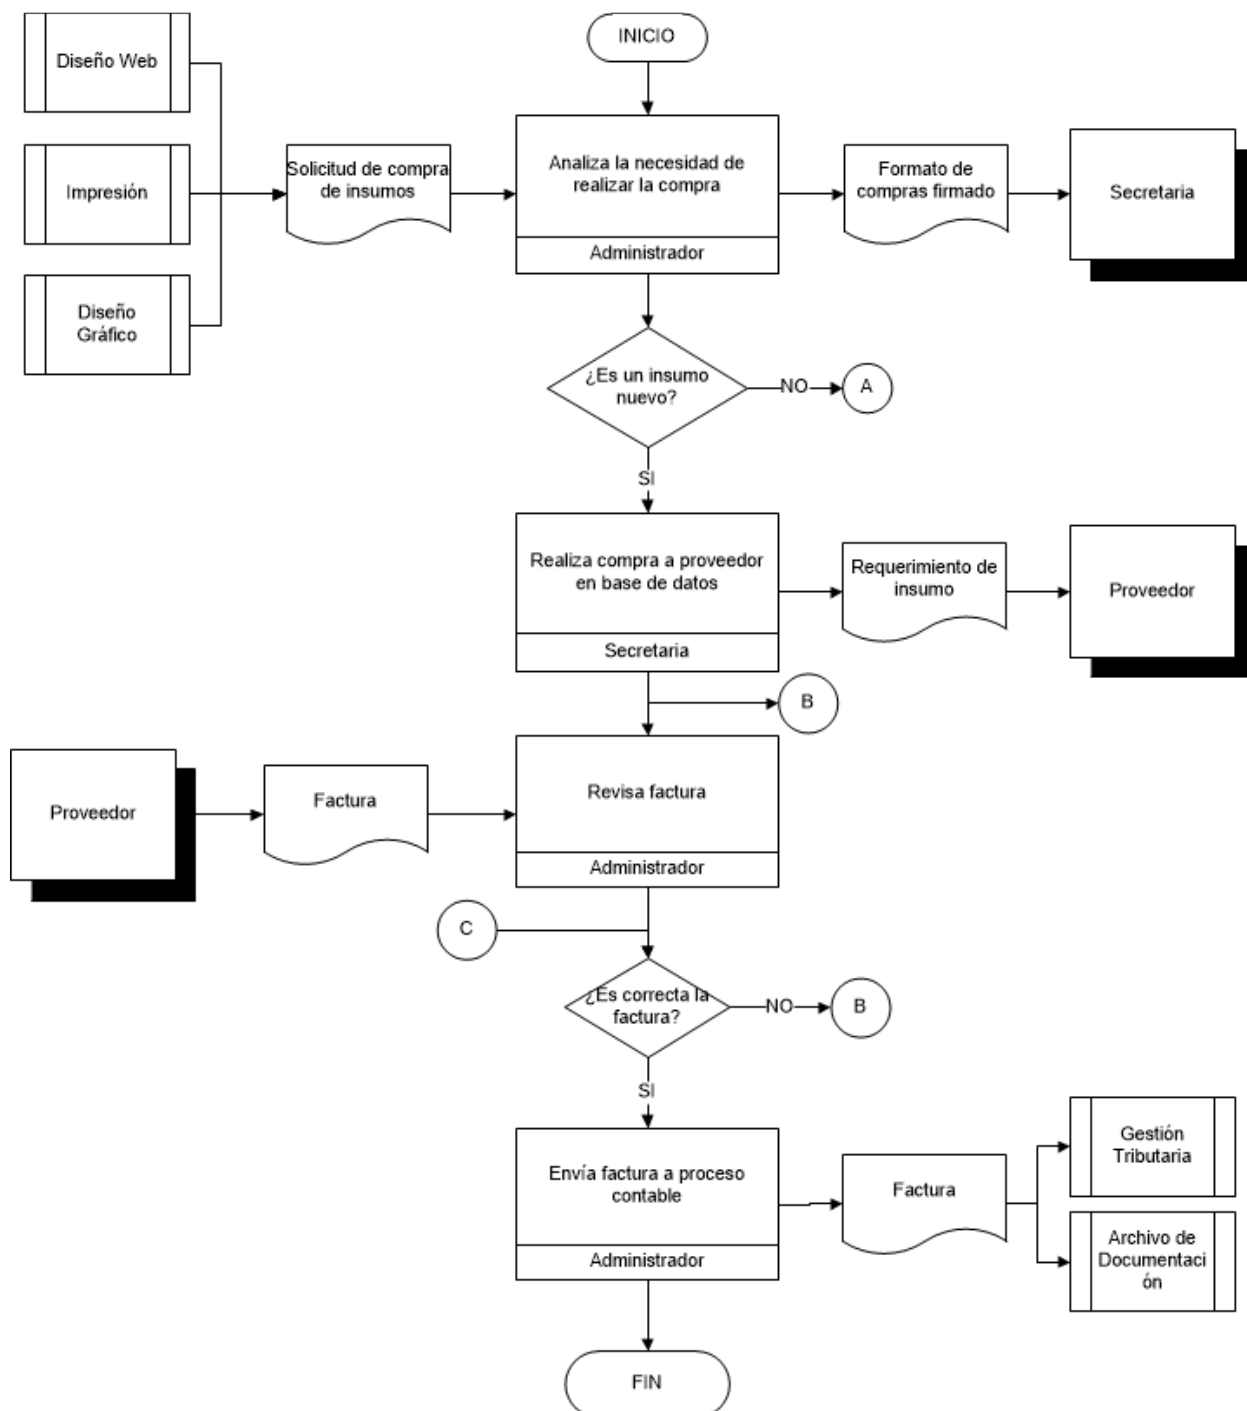 INICIO
Diseño Web
Impresión
Diseño
Gráfico
Solicitud de compra
de insumos
Analiza la necesidad de
realizar la compra
Administrador
Formato de
compras firmado
Secretaria
¿Es un insumo
nuevo?
NO
A
SI
Realiza compra a proveedor
en base de datos
Secretaria
Requerimiento de
insumo
Proveedor
B
Proveedor
Factura
Revisa factura
Administrador
C
¿Es correcta la
factura?
NO
B
SI
Envía factura a proceso
contable
Administrador
Factura
Gestión
Tributaria
Archivo de
Documentaci
ón
FIN